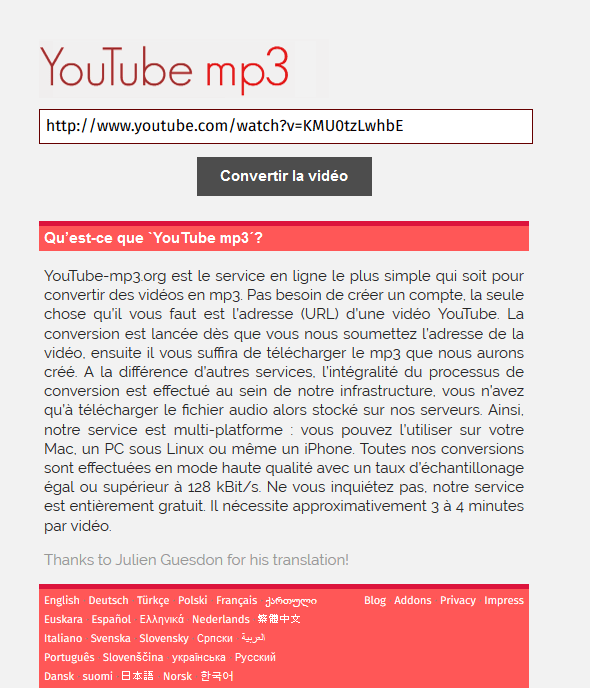 YouTube mp3
http://www.youtube.com/watch?v=KMU0tzLwhbE
Convertir la vidéo
Qu'est-ce que `YouTube mp3´?
YouTube-mp3.org est le service en ligne le plus simple qui soit pour
convertir des vidéos en mp3. Pas besoin de créer un compte, la seule
chose qu'il vous faut est l'adresse (URL) d'une vidéo YouTube. La
conversion est lancée dès que vous nous soumettez l'adresse de la
vidéo, ensuite il vous suffira de télécharger le mp3 que nous aurons
créé. A la différence d'autres services, l'intégralité du processus de
conversion est effectué au sein de notre infrastructure, vous n'avez
qu'à télécharger le fichier audio alors stocké sur nos serveurs. Ainsi,
notre service est multi-platforme : vous pouvez l'utiliser sur votre
Mac, un PC sous Linux ou même un iPhone. Toutes nos conversions
sont effectuées en mode haute qualité avec un taux d'échantillonage
égal ou supérieur à 128 kBit/s. Ne vous inquiétez pas, notre service
est entièrement gratuit. Il nécessite approximativement 3 à 4 minutes
par vidéo.
Thanks to Julien Guesdon for his translation!
English Deutsch Türkçe Polski Français ქართული Blog Addons Privacy Impress
Euskara Español Ελληνικά Nederlands 繁體中文
Italiano Svenska Slovensky Српски العربية
Português Slovenščina українська Русский
Dansk suomi 日本語 Norsk 한국어